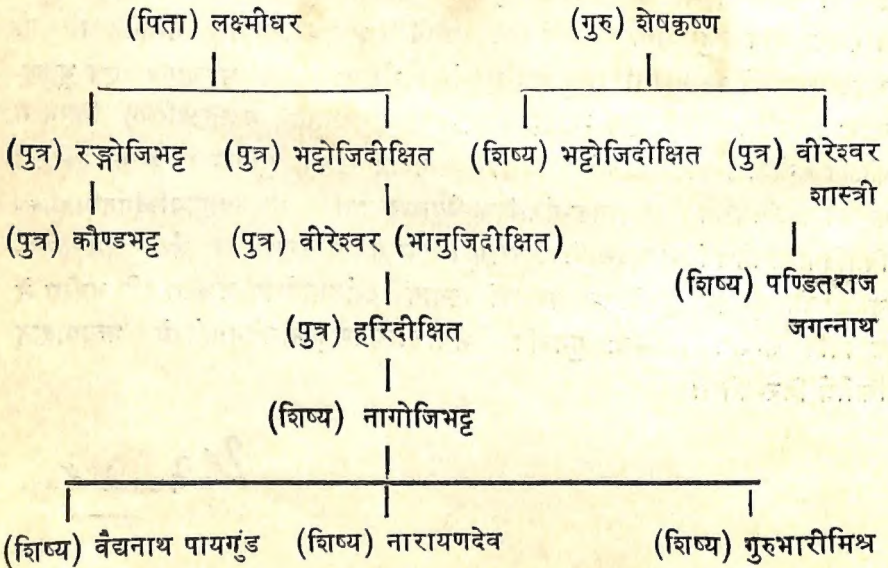 (पिता) लक्ष्मीधर (गुरु) शेषकृष्ण
(पुत्र) रङ्गोजिभट्ट (पुत्र) भट्टोजिदीक्षित (शिष्य) भट्टोजिदीक्षित (पुत्र) वीरेश्वर
शास्त्री
(पुत्र) कौण्डभट्ट (पुत्र) वीरेश्वर (भानुजिदीक्षित)
(शिष्य) पण्डितराज
जगन्नाथ
(पुत्र) हरिदीक्षित
(शिष्य) नागोजिभट्ट
(शिष्य) वैद्यनाथ पायगुंड (शिष्य) नारायणदेव (शिष्य) गुरुभारीमिश्र